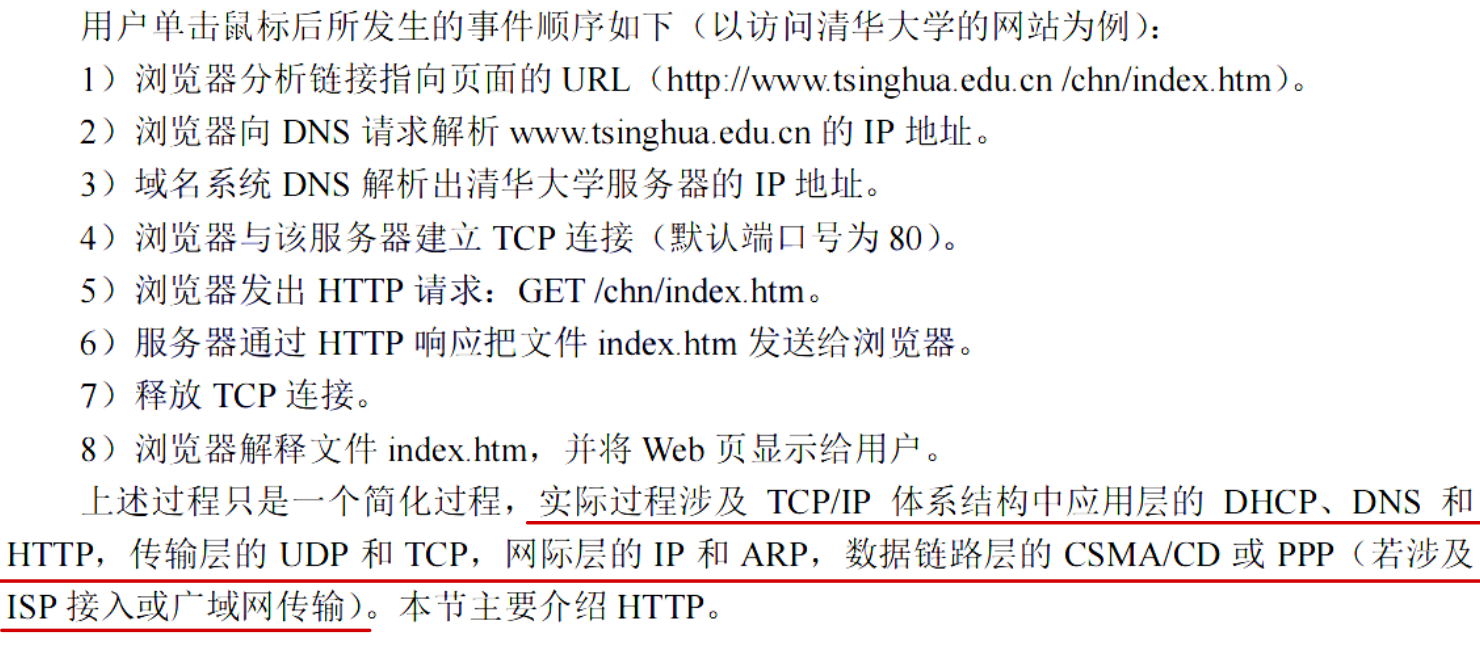 用户单击鼠标后所发生的事件顺序如下（以访问清华大学的网站为例）：
1）浏览器分析链接指向页面的 URL（http://www.tsinghua.edu.cn /chn/index.htm）。
2）浏览器向 DNS 请求解析 www.tsinghua.edu.cn 的 IP 地址。
3）域名系统 DNS 解析出清华大学服务器的 IP 地址。
4）浏览器与该服务器建立 TCP 连接（默认端口号为 80）。
5）浏览器发出 HTTP 请求：GET /chn/index.htm。
6）服务器通过 HTTP 响应把文件 index.htm 发送给浏览器。
7）释放 TCP 连接。
8）浏览器解释文件 index.htm，并将 Web 页显示给用户。
上述过程只是一个简化过程，实际过程涉及 TCP/IP 体系结构中应用层的 DHCP、DNS 和
HTTP，传输层的 UDP 和 TCP，网际层的 IP 和 ARP，数据链路层的 CSMA/CD 或 PPP（若涉及
ISP 接入或广域网传输）。本节主要介绍 HTTP。